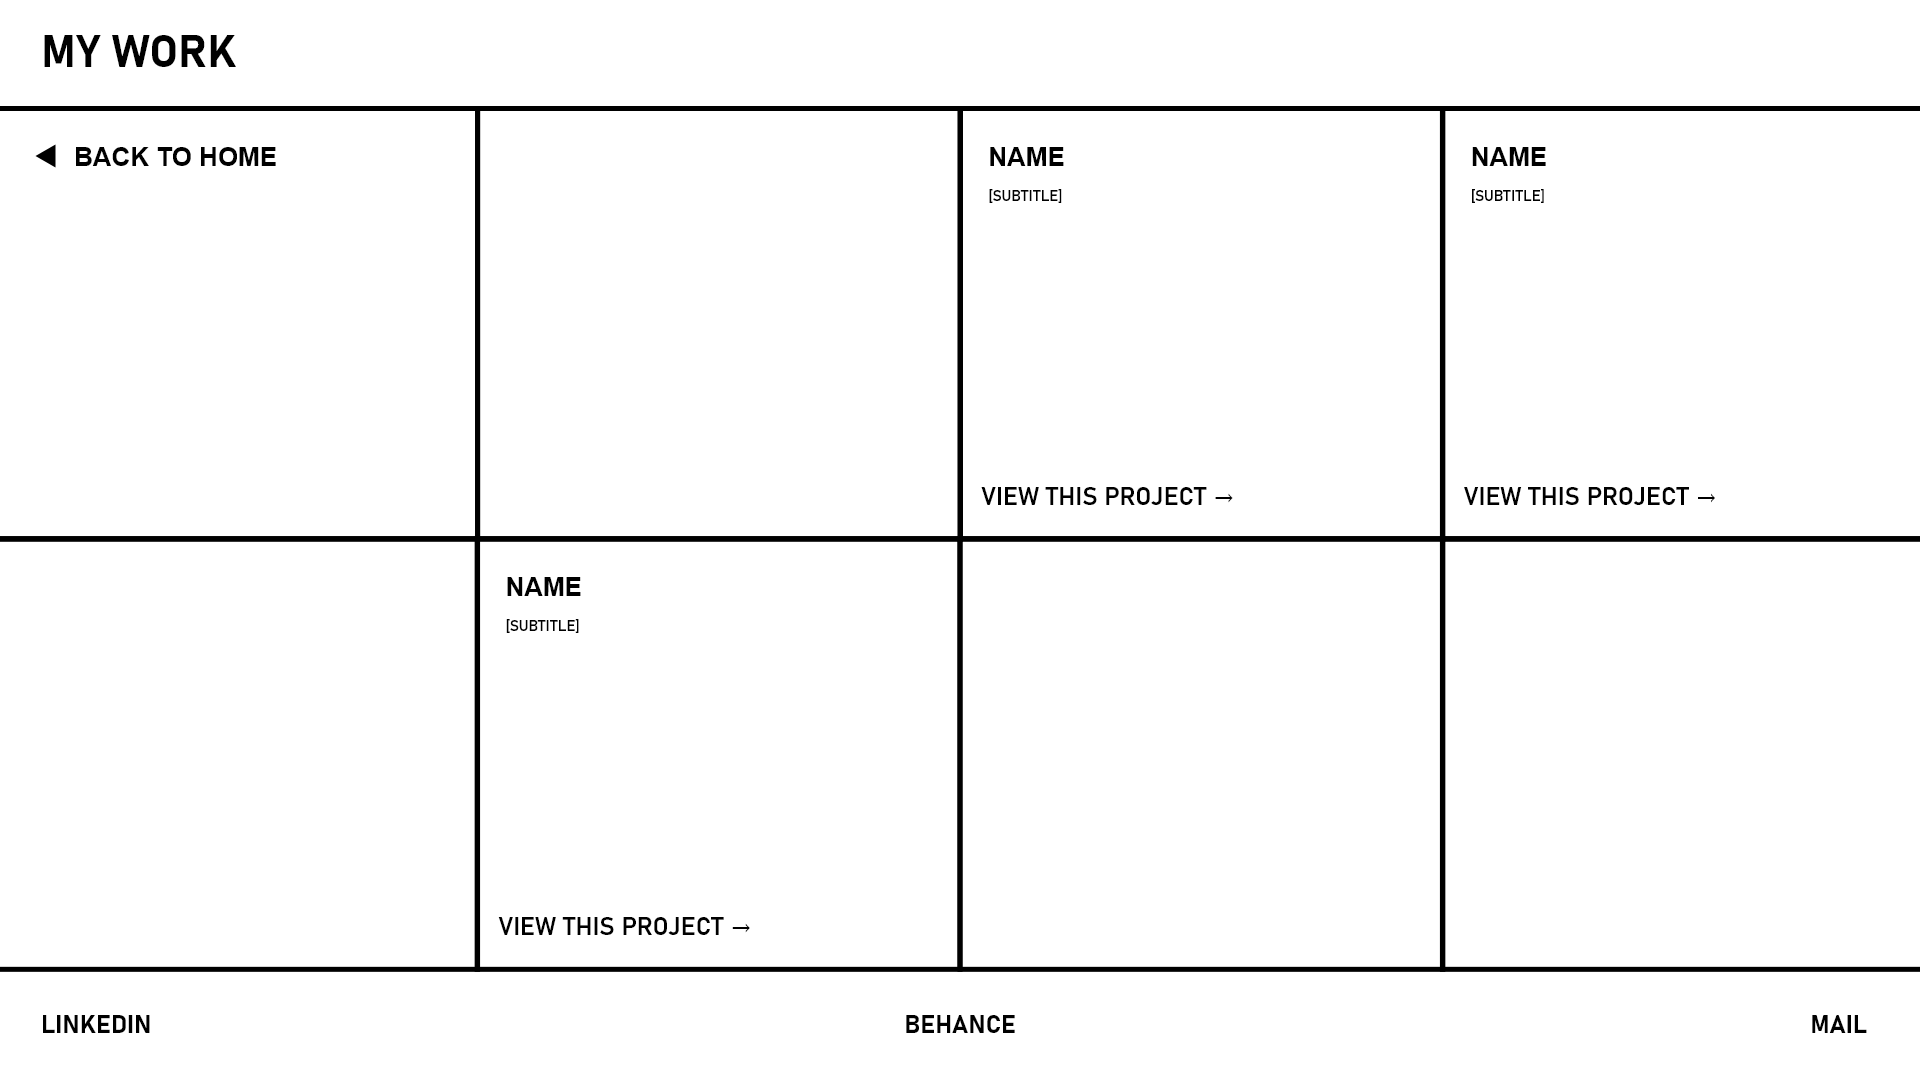 MY WORK
◀ BACK TO HOME
NAME
[SUBTITLE]
VIEW THIS PROJECT →
NAME
[SUBTITLE]
VIEW THIS PROJECT →
NAME
[SUBTITLE]
VIEW THIS PROJECT →
LINKEDIN
BEHANCE
MAIL